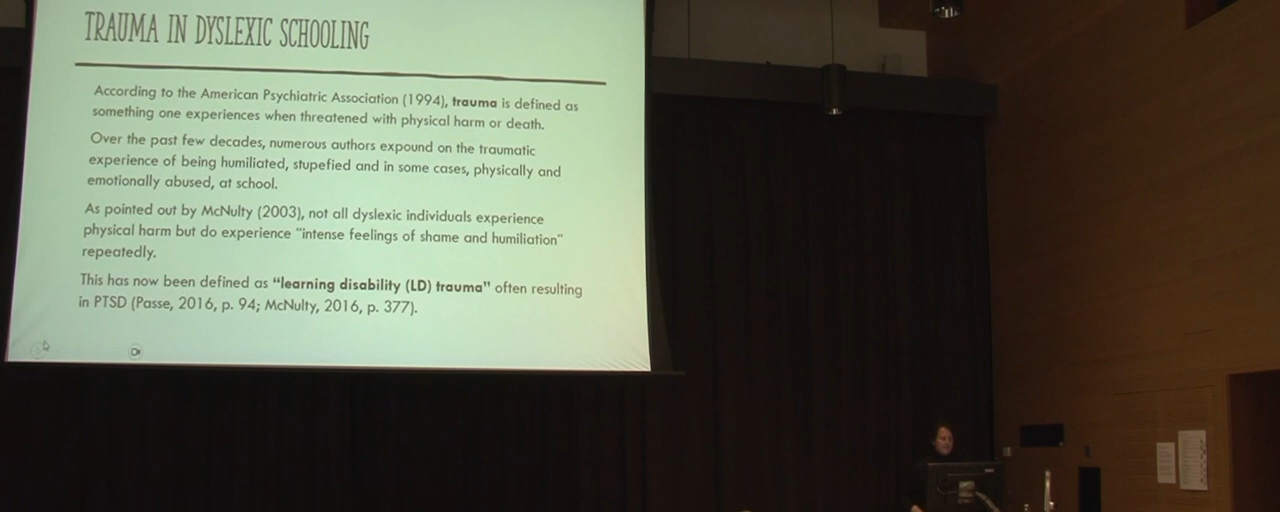 TRAUMA IN DYSLEXIC SCHOOLING
According to the American Psychiatric Association (1994), trauma is defined as
something one experiences when threatened with physical harm or death.
Over the past few decades, numerous authors expound on the traumatic
experience of being humiliated, stupefied and in some cases, physically and
emotionally abused, at school.
As pointed out by McNulty (2003), not all dyslexic individuals experience
physical harm but do experience "intense feelings of shame and humiliation"
repeatedly.
This has now been defined as "learning disability (LD) trauma" often resulting
in PTSD (Passe, 2016, p. 94; McNulty, 2016, p. 377).